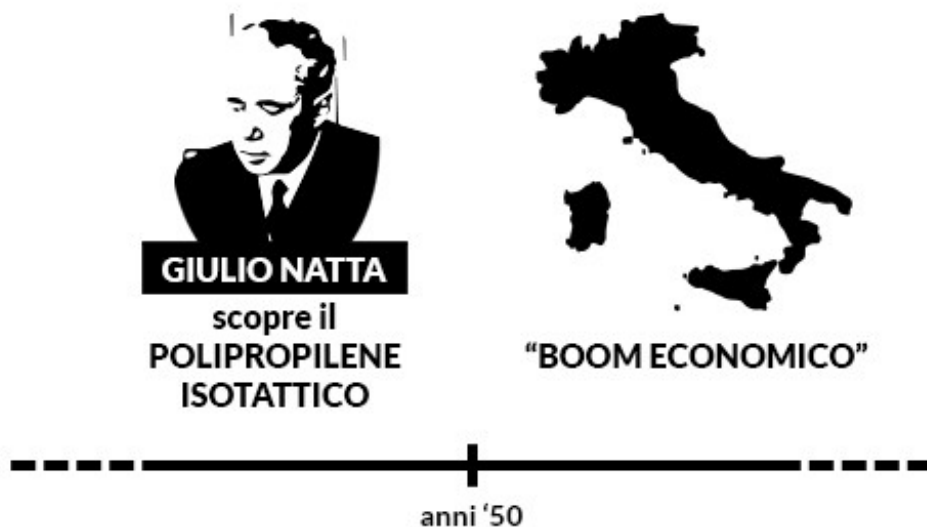 GIULIO NATTA
scopre il
POLIPROPILENE
ISOTATTICO
“BOOM ECONOMICO”
anni ‘50